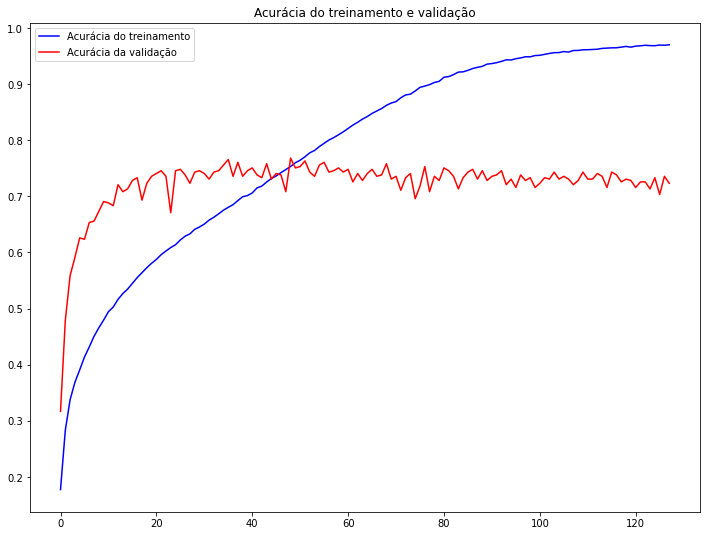 Acurácia do treinamento e validação
Acurácia do treinamento
Acurácia da validação
1.0
0.9
0.8
0.7
0.6
0.5
0.4
0.3
0.2
0 20 40 60 80 100 120